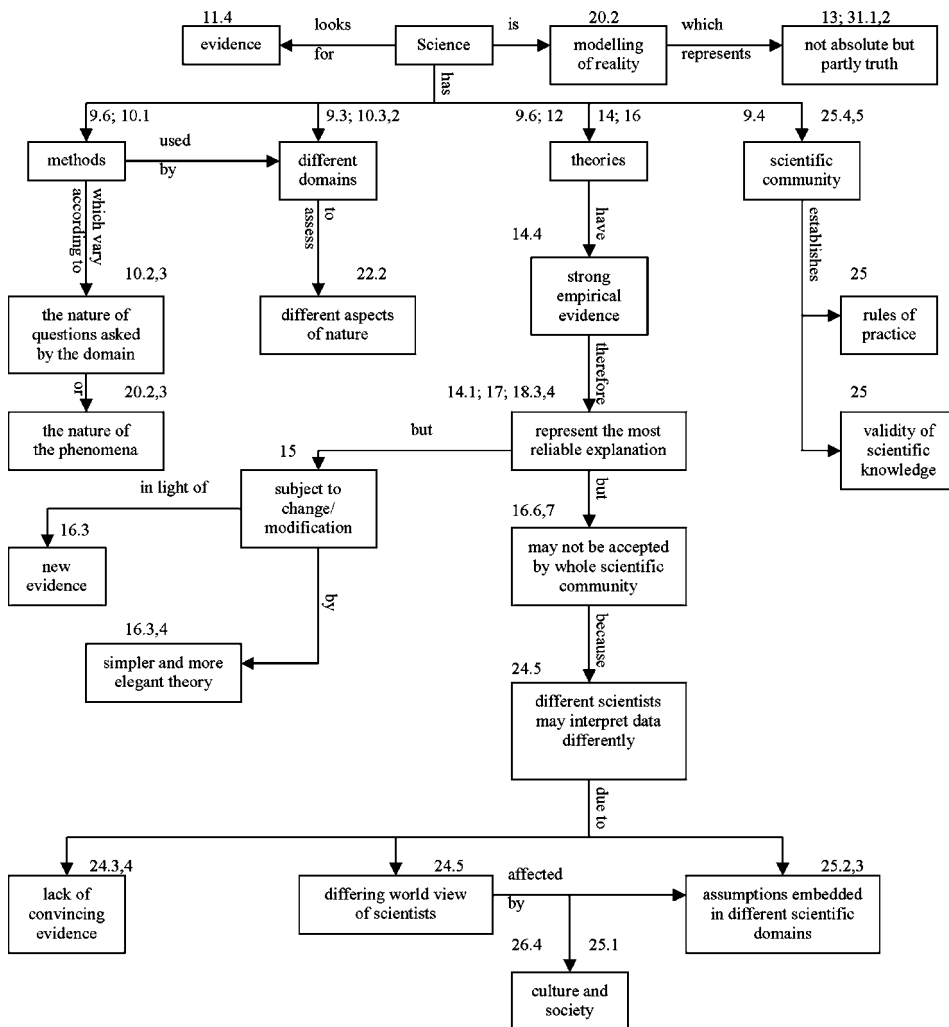 11.4
looks
is
20.2
which
13; 31.1,2
evidence
for
Science
modelling
of reality
represents
not absolute but
partly truth
has
9.6; 10.1
9.3; 10.3,2
9.6; 12
14; 16
9.4
25.4,5
methods
used
by
different
domains
theories
scientific
community
which vary
according to
to
assess
have
establishes
14.4
10.2,3
22.2
25
the nature of
questions asked
by the domain
different aspects
of nature
strong
empirical
evidence
rules of
practice
or
20.2,3
therefore
14.1; 17; 18.3,4
25
the nature of
the phenomena
but
represent the most
reliable explanation
validity of
scientific
knowledge
15
in light of
subject to
change/
modification
but
16.6,7
16.3
new
evidence
may not be accepted
by whole scientific
community
by
16.3,4
because
simpler and more
elegant theory
24.5
different scientists
may interpret data
differently
due to
24.3,4
24.5
affected
by
25.2,3
lack of
convincing
evidence
differing world view
of scientists
assumptions embedded
in different scientific
domains
26.4
25.1
culture and
society